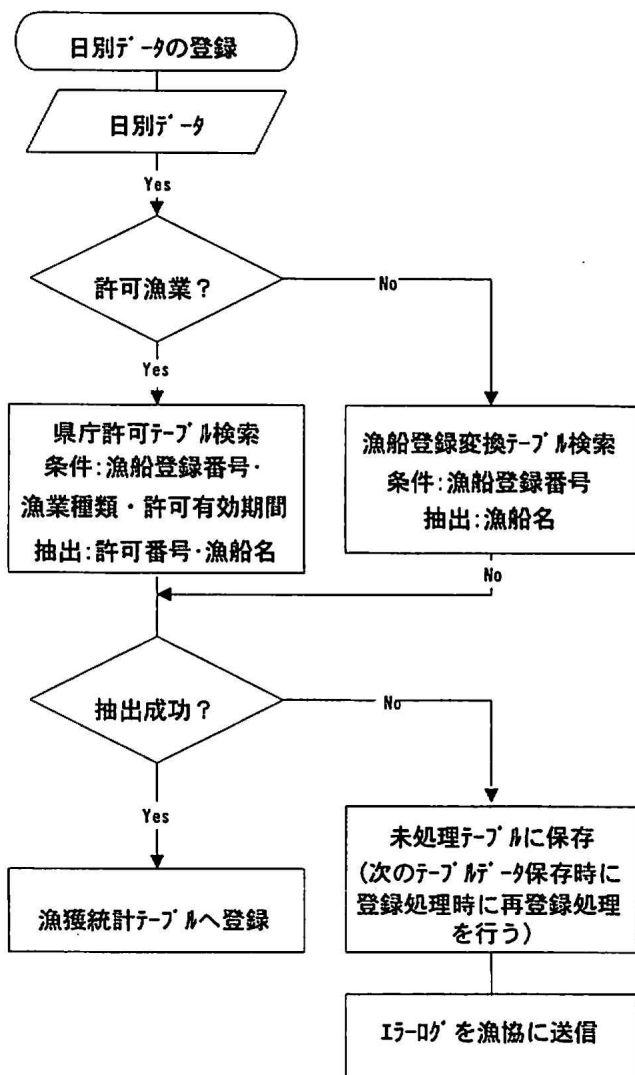 日別ﾃﾞｰﾀの登録
日別ﾃﾞｰﾀ
Yes
許可漁業？
No
Yes
県庁許可ﾃｰﾌﾞﾙ検索
条件:漁船登録番号･
漁業種類・許可有効期間
抽出:許可番号･漁船名
漁船登録変換ﾃｰﾌﾞﾙ検索
条件:漁船登録番号
抽出:漁船名
No
抽出成功？
No
Yes
漁獲統計ﾃｰﾌﾞﾙへ登録
未処理ﾃｰﾌﾞﾙに保存
(次のﾃｰﾌﾞﾙﾃﾞｰﾀ保存時に
登録処理時に再登録処理
を行う)
ｴﾗｰﾛｸﾞを漁協に送信